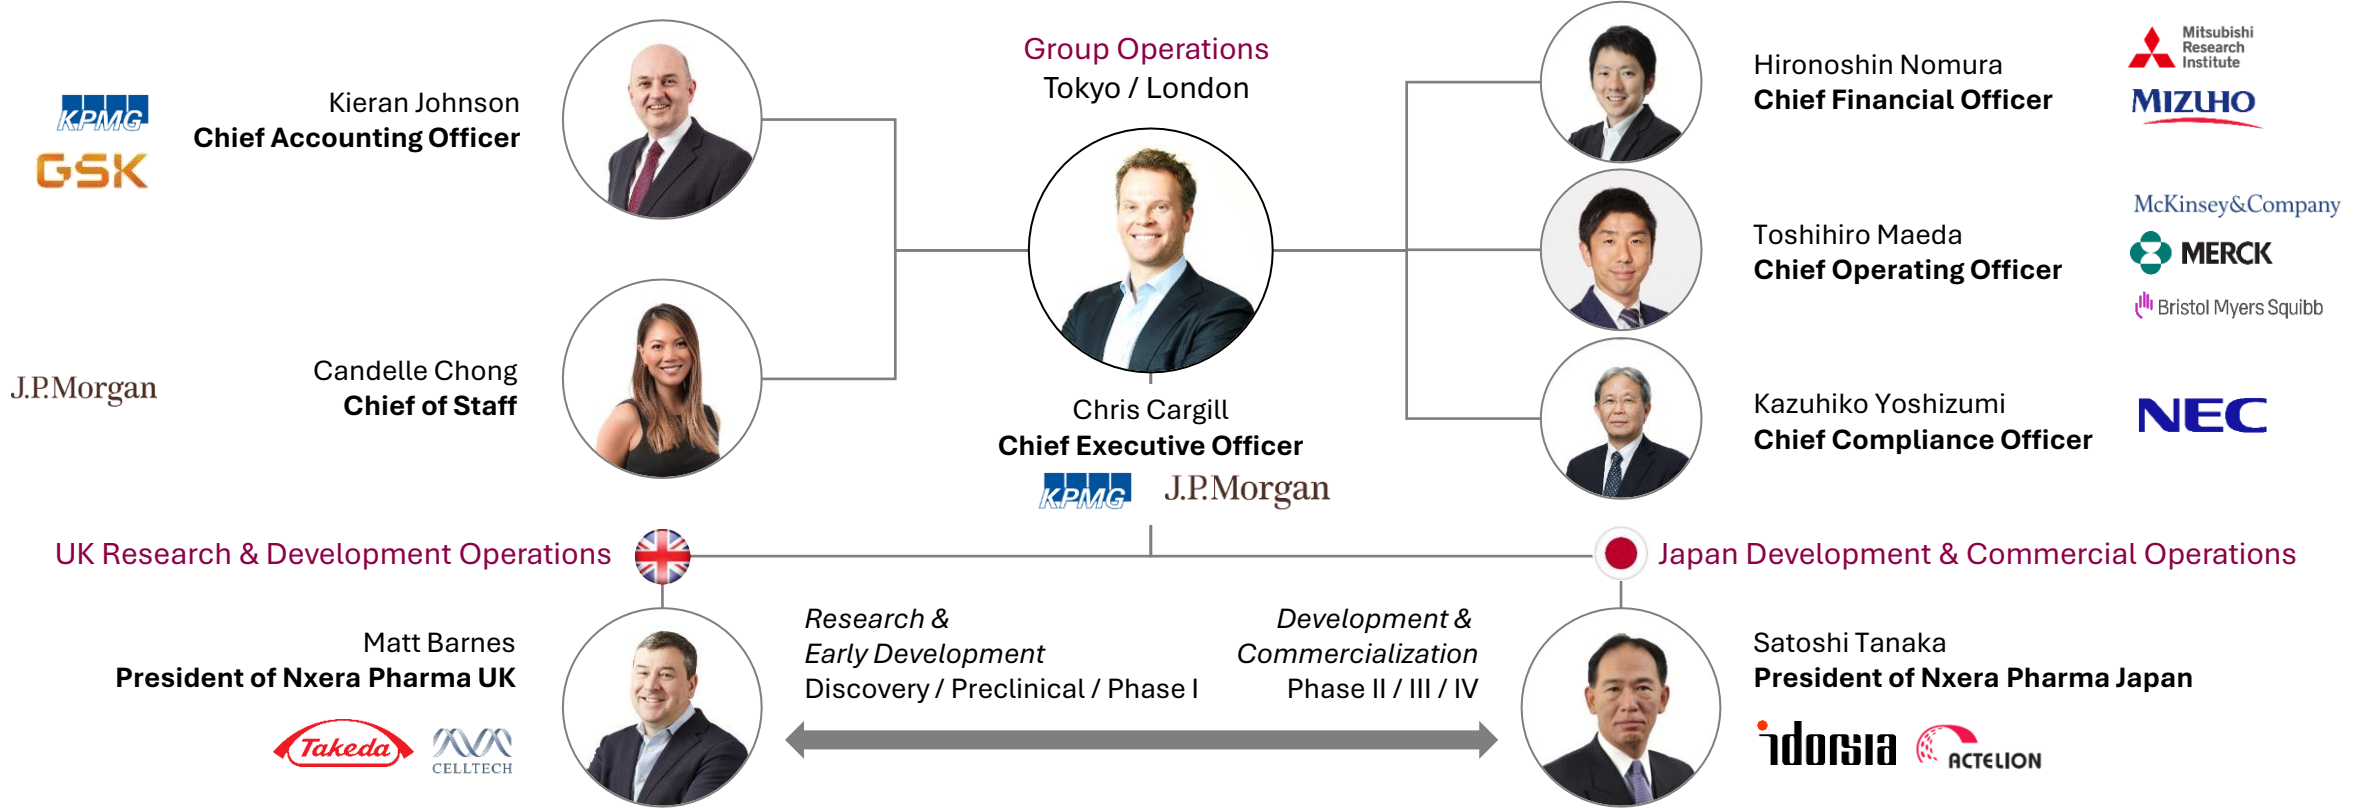 Group Operations
Tokyo / London
KPMG
GSK
Kieran Johnson
Chief Accounting Officer
J.P.Morgan
Candelle Chong
Chief of Staff
Chris Cargill
Chief Executive Officer
KPMG
J.P.Morgan
Hironoshin Nomura
Chief Financial Officer
Mitsubishi
Research
Institute
MIZUHO
Toshihiro Maeda
Chief Operating Officer
McKinsey&Company
MERCK
Bristol Myers Squibb
Kazuhiko Yoshizumi
Chief Compliance Officer
NEC
UK Research & Development Operations
Japan Development & Commercial Operations
Matt Barnes
President of Nxera Pharma UK
Takeda
CELLTECH
Research &
Early Development
Discovery / Preclinical / Phase I
Development &
Commercialization
Phase II / III / IV
Satoshi Tanaka
President of Nxera Pharma Japan
idorsia
ACTELION